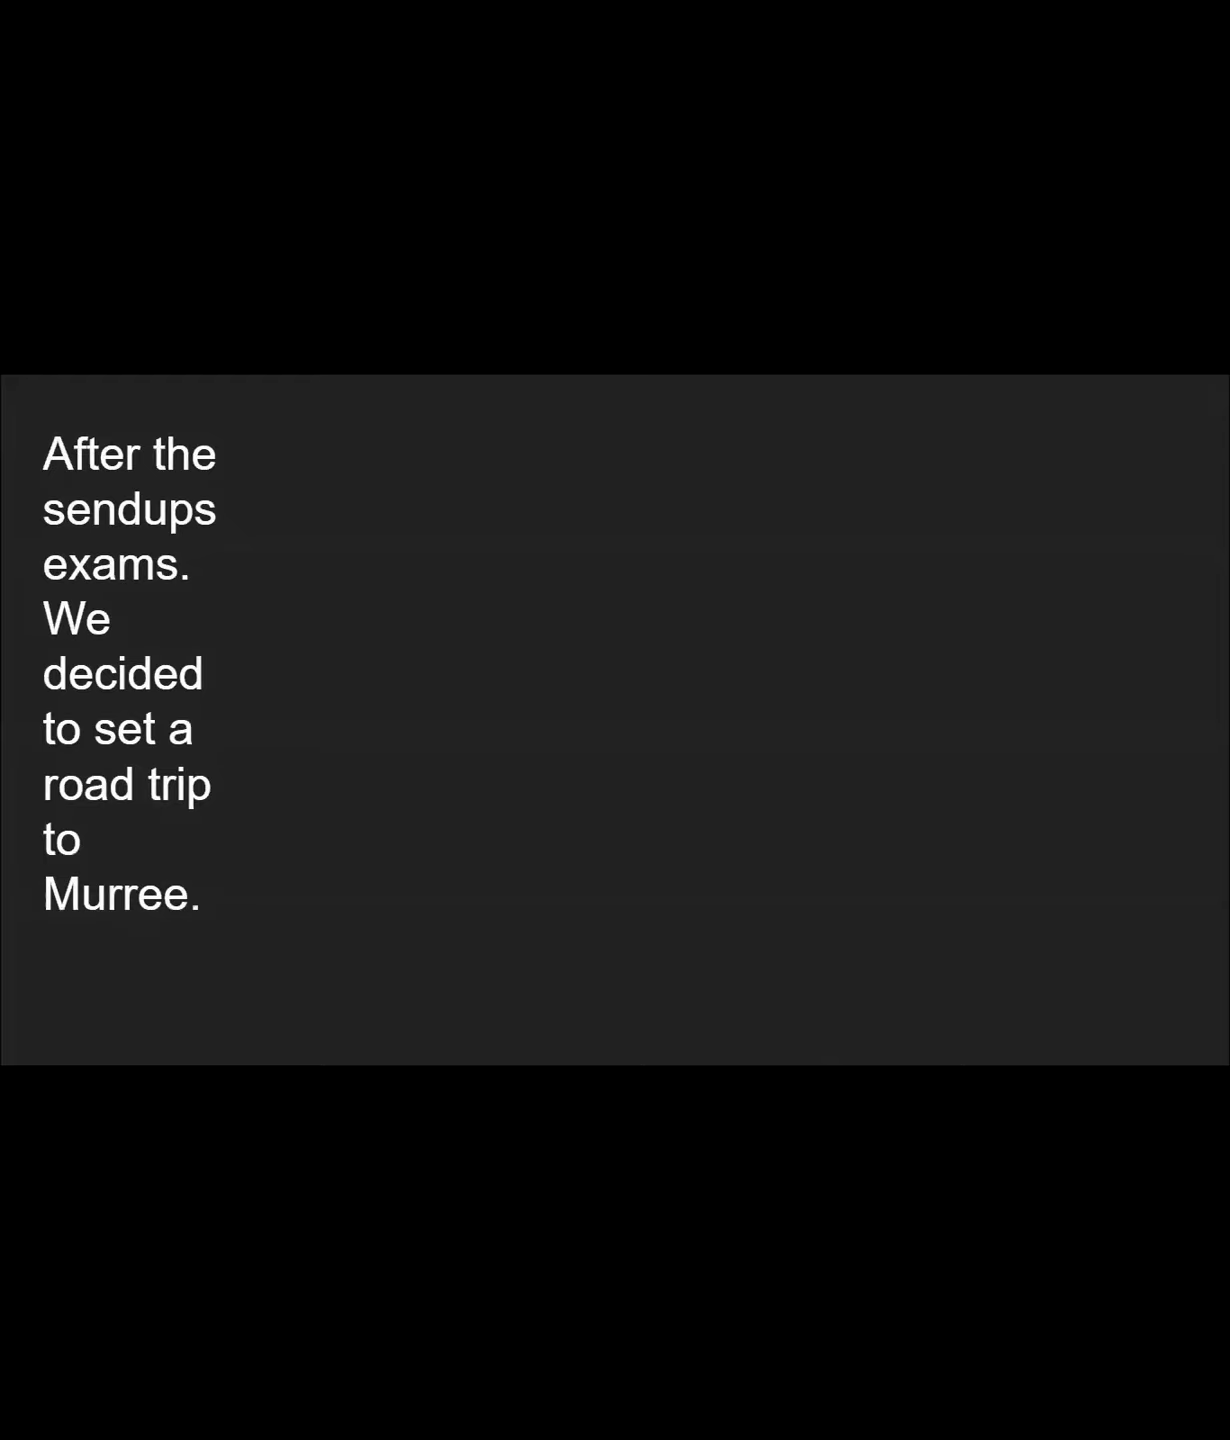 After the
sendups
exams.
We
decided
to set a
road trip
to
Murree.